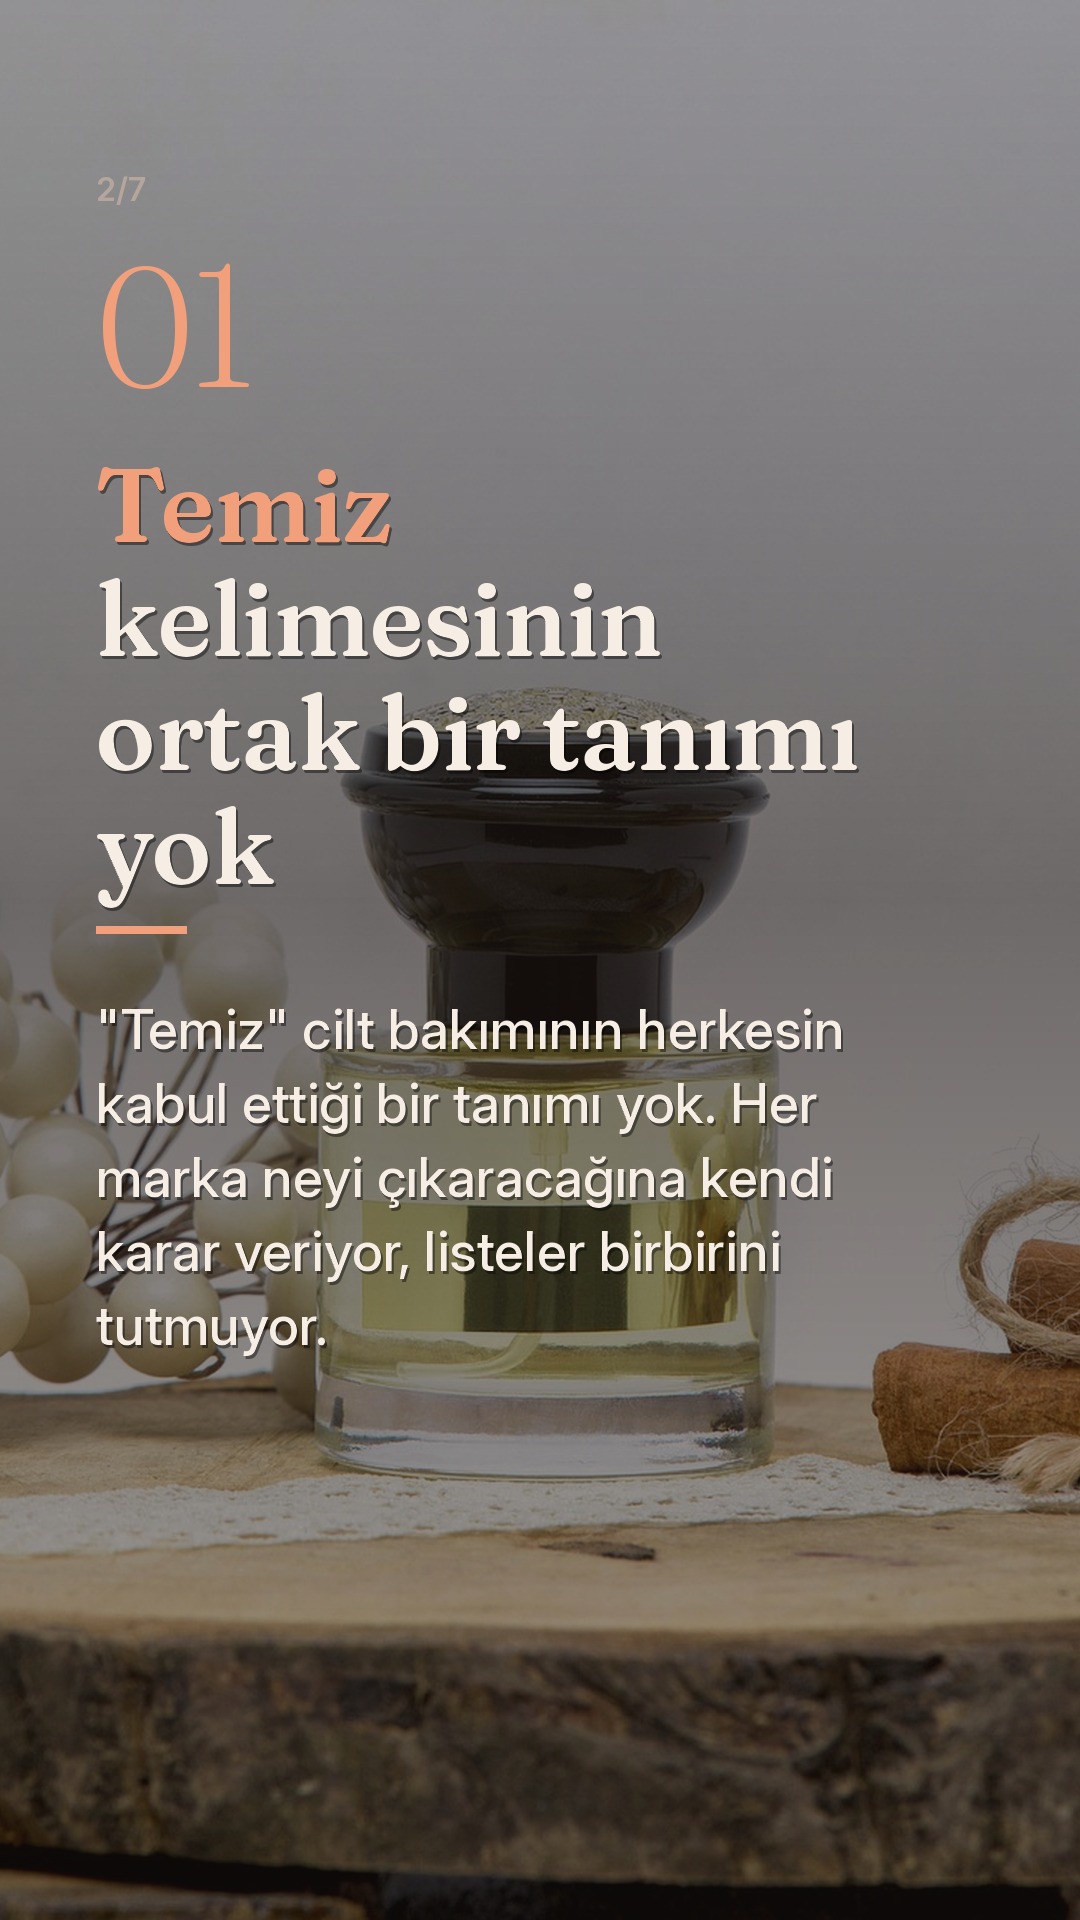 2/7
01
Temiz
kelimesinin
ortak bir tanımı
yok
"Temiz" cilt bakımının herkesin
kabul ettiği bir tanımı yok. Her
marka neyi çıkaracağına kendi
karar veriyor, listeler birbirini
tutmuyor.